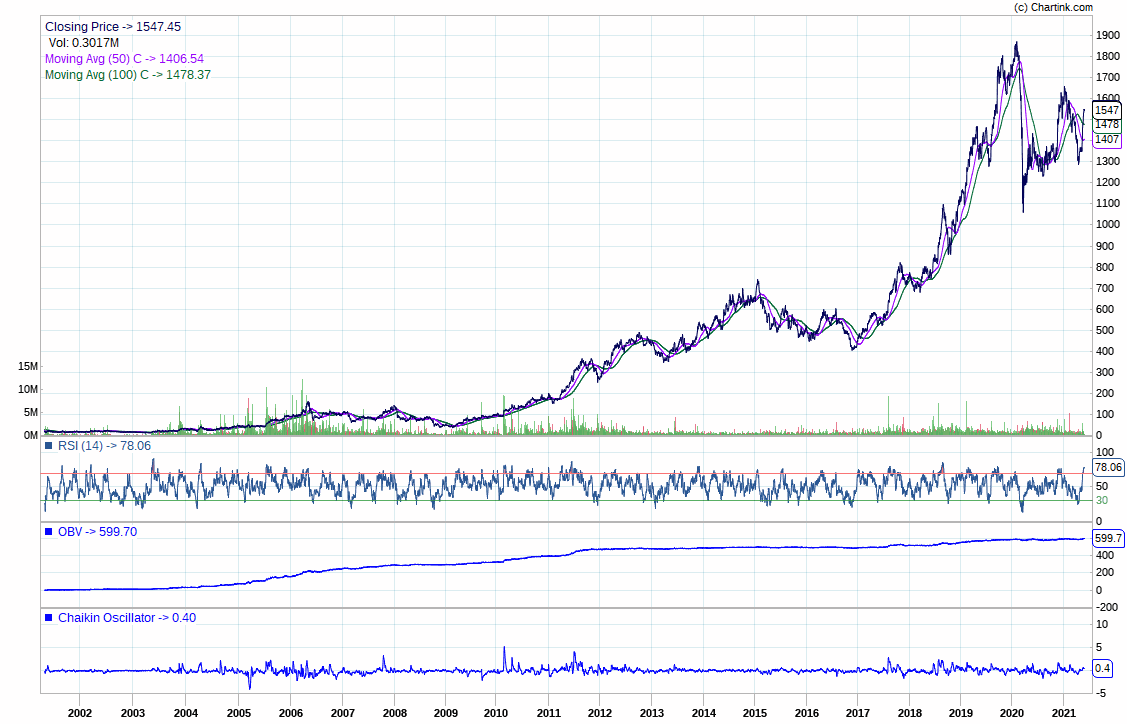 (c) Chartink.com
Closing Price -> 1547.45
Vol: 0.3017M
Moving Avg (50) C -> 1406.54
Moving Avg (100) C -> 1478.37
1900
1800
1700
1600
1547
1478
1407
1300
1200
1100
1000
900
800
700
600
500
400
300
200
100
0
15M
10M
5M
0M
RSI (14) -> 78.06
100
78.06
50
30
0
OBV -> 599.70
599.7
400
200
0
-200
Chaikin Oscillator -> 0.40
10
5
0.4
-5
2002 2003 2004 2005 2006 2007 2008 2009 2010 2011 2012 2013 2014 2015 2016 2017 2018 2019 2020 2021